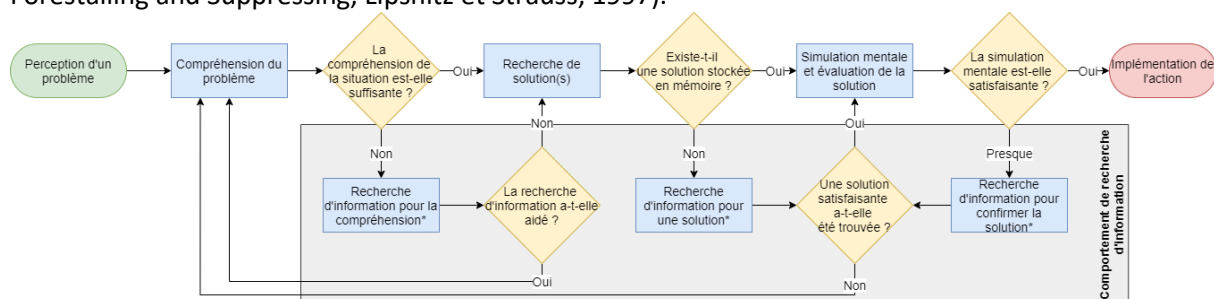 Forestalling and Suppressing, Lipshitz et Strauss, 1997).
Perception d'un
problème
Compréhension du
problème
La
compréhension de
la situation est-elle
suffisante ?
Oui
Recherche de
solution(s)
Existe-t-il
une solution stockée
en mémoire ?
Oui
Simulation mentale
et évaluation de la
solution
La simulation
mentale est-elle
satisfaisante ?
Oui
Implémentation de
l'action
Non
Non
Non
Oui
Presque
Recherche
d'information pour la
compréhension*
La recherche
d'information a-t-elle
aidé ?
Recherche
d'information pour
une solution*
Une solution
satisfaisante
a-t-elle
été trouvée ?
Recherche
d'information pour
confirmer la
solution*
Oui
Non
Comportement de recherche
d'information